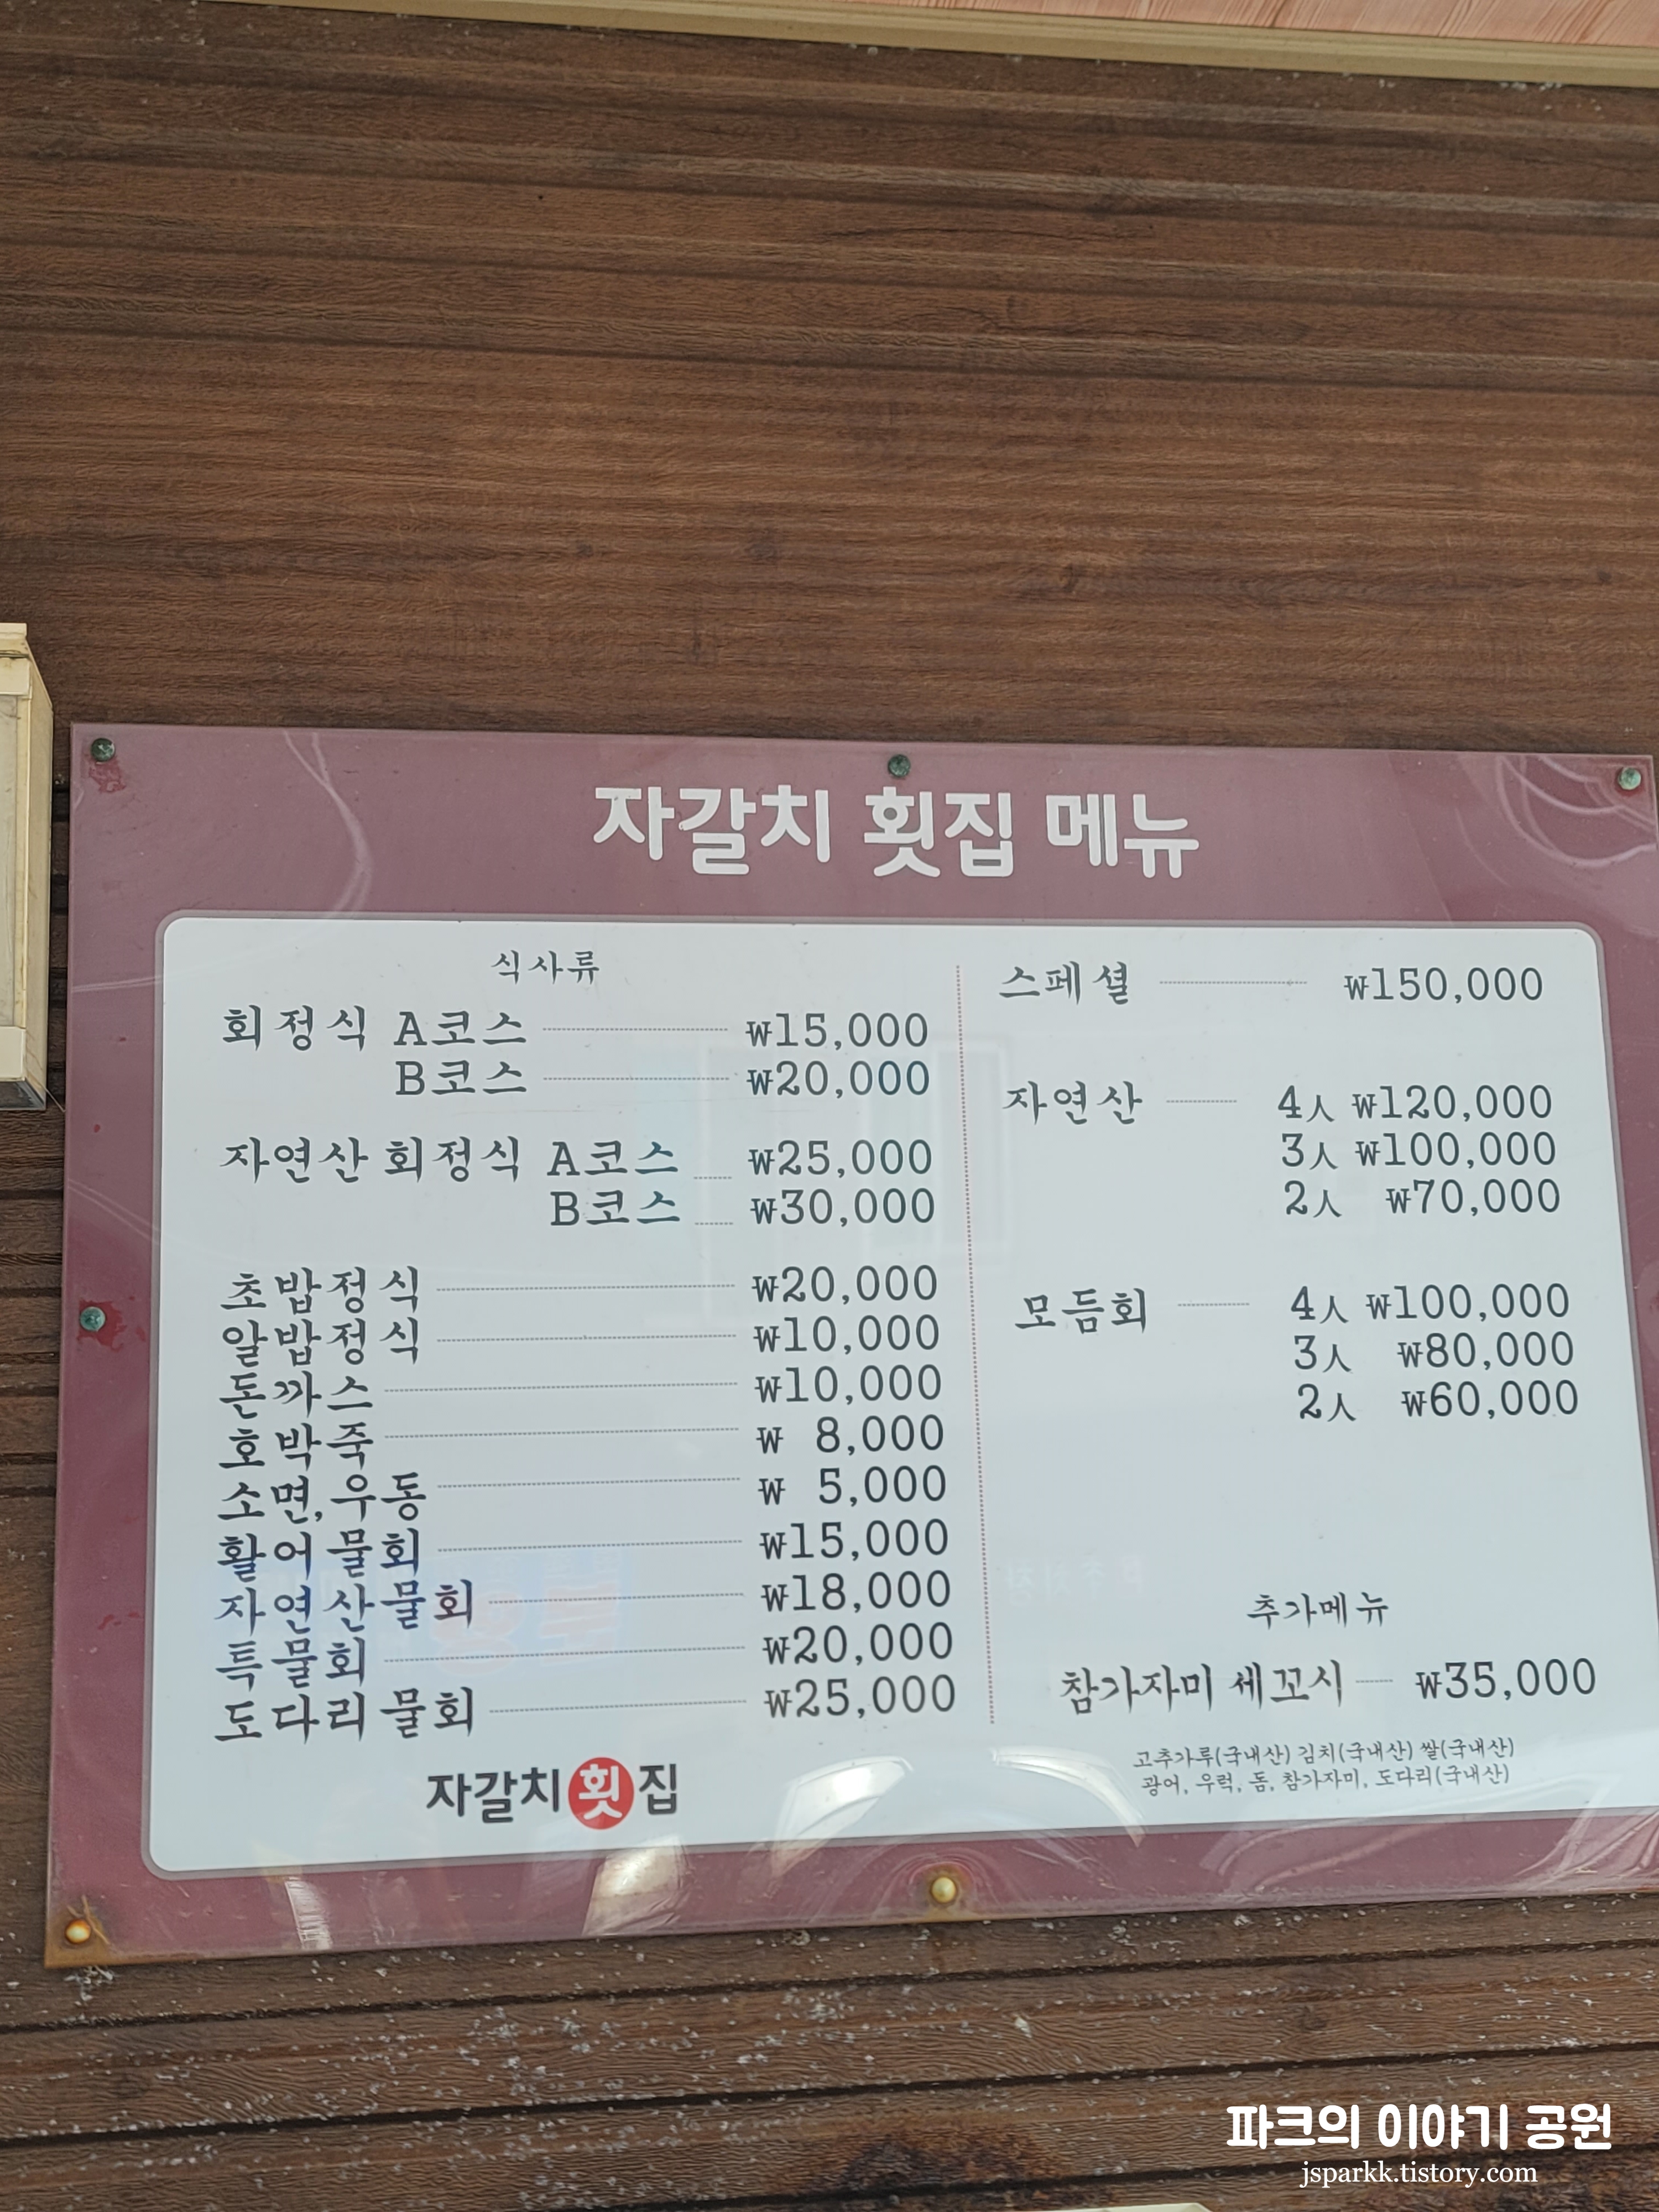 자갈치 횟집 메뉴
식사류
회정식 A코스 ₩15,000
B코스 ₩20,000
자연산 회정식 A코스 ₩25,000
B코스 ₩30,000
초밥정식 ₩20,000
알밥정식 ₩10,000
돈까스 ₩10,000
호박죽 ₩ 8,000
소면,우동 ₩ 5,000
활어물회 ₩15,000
자연산물회 ₩18,000
특물회 ₩20,000
도다리물회 ₩25,000
자갈치횟집
스페셜 ₩150,000
자연산 4人 ₩120,000
3人 ₩100,000
2人 ₩70,000
모듬회 4人 ₩100,000
3人 ₩80,000
2人 ₩60,000
추가메뉴
참가자미 세꼬시 ₩35,000
고추가루(국내산) 김치(국내산) 쌀(국내산)
광어, 우럭, 돔, 참가자미, 도다리(국내산)
파크의 이야기 공원
jsparkk.tistory.com